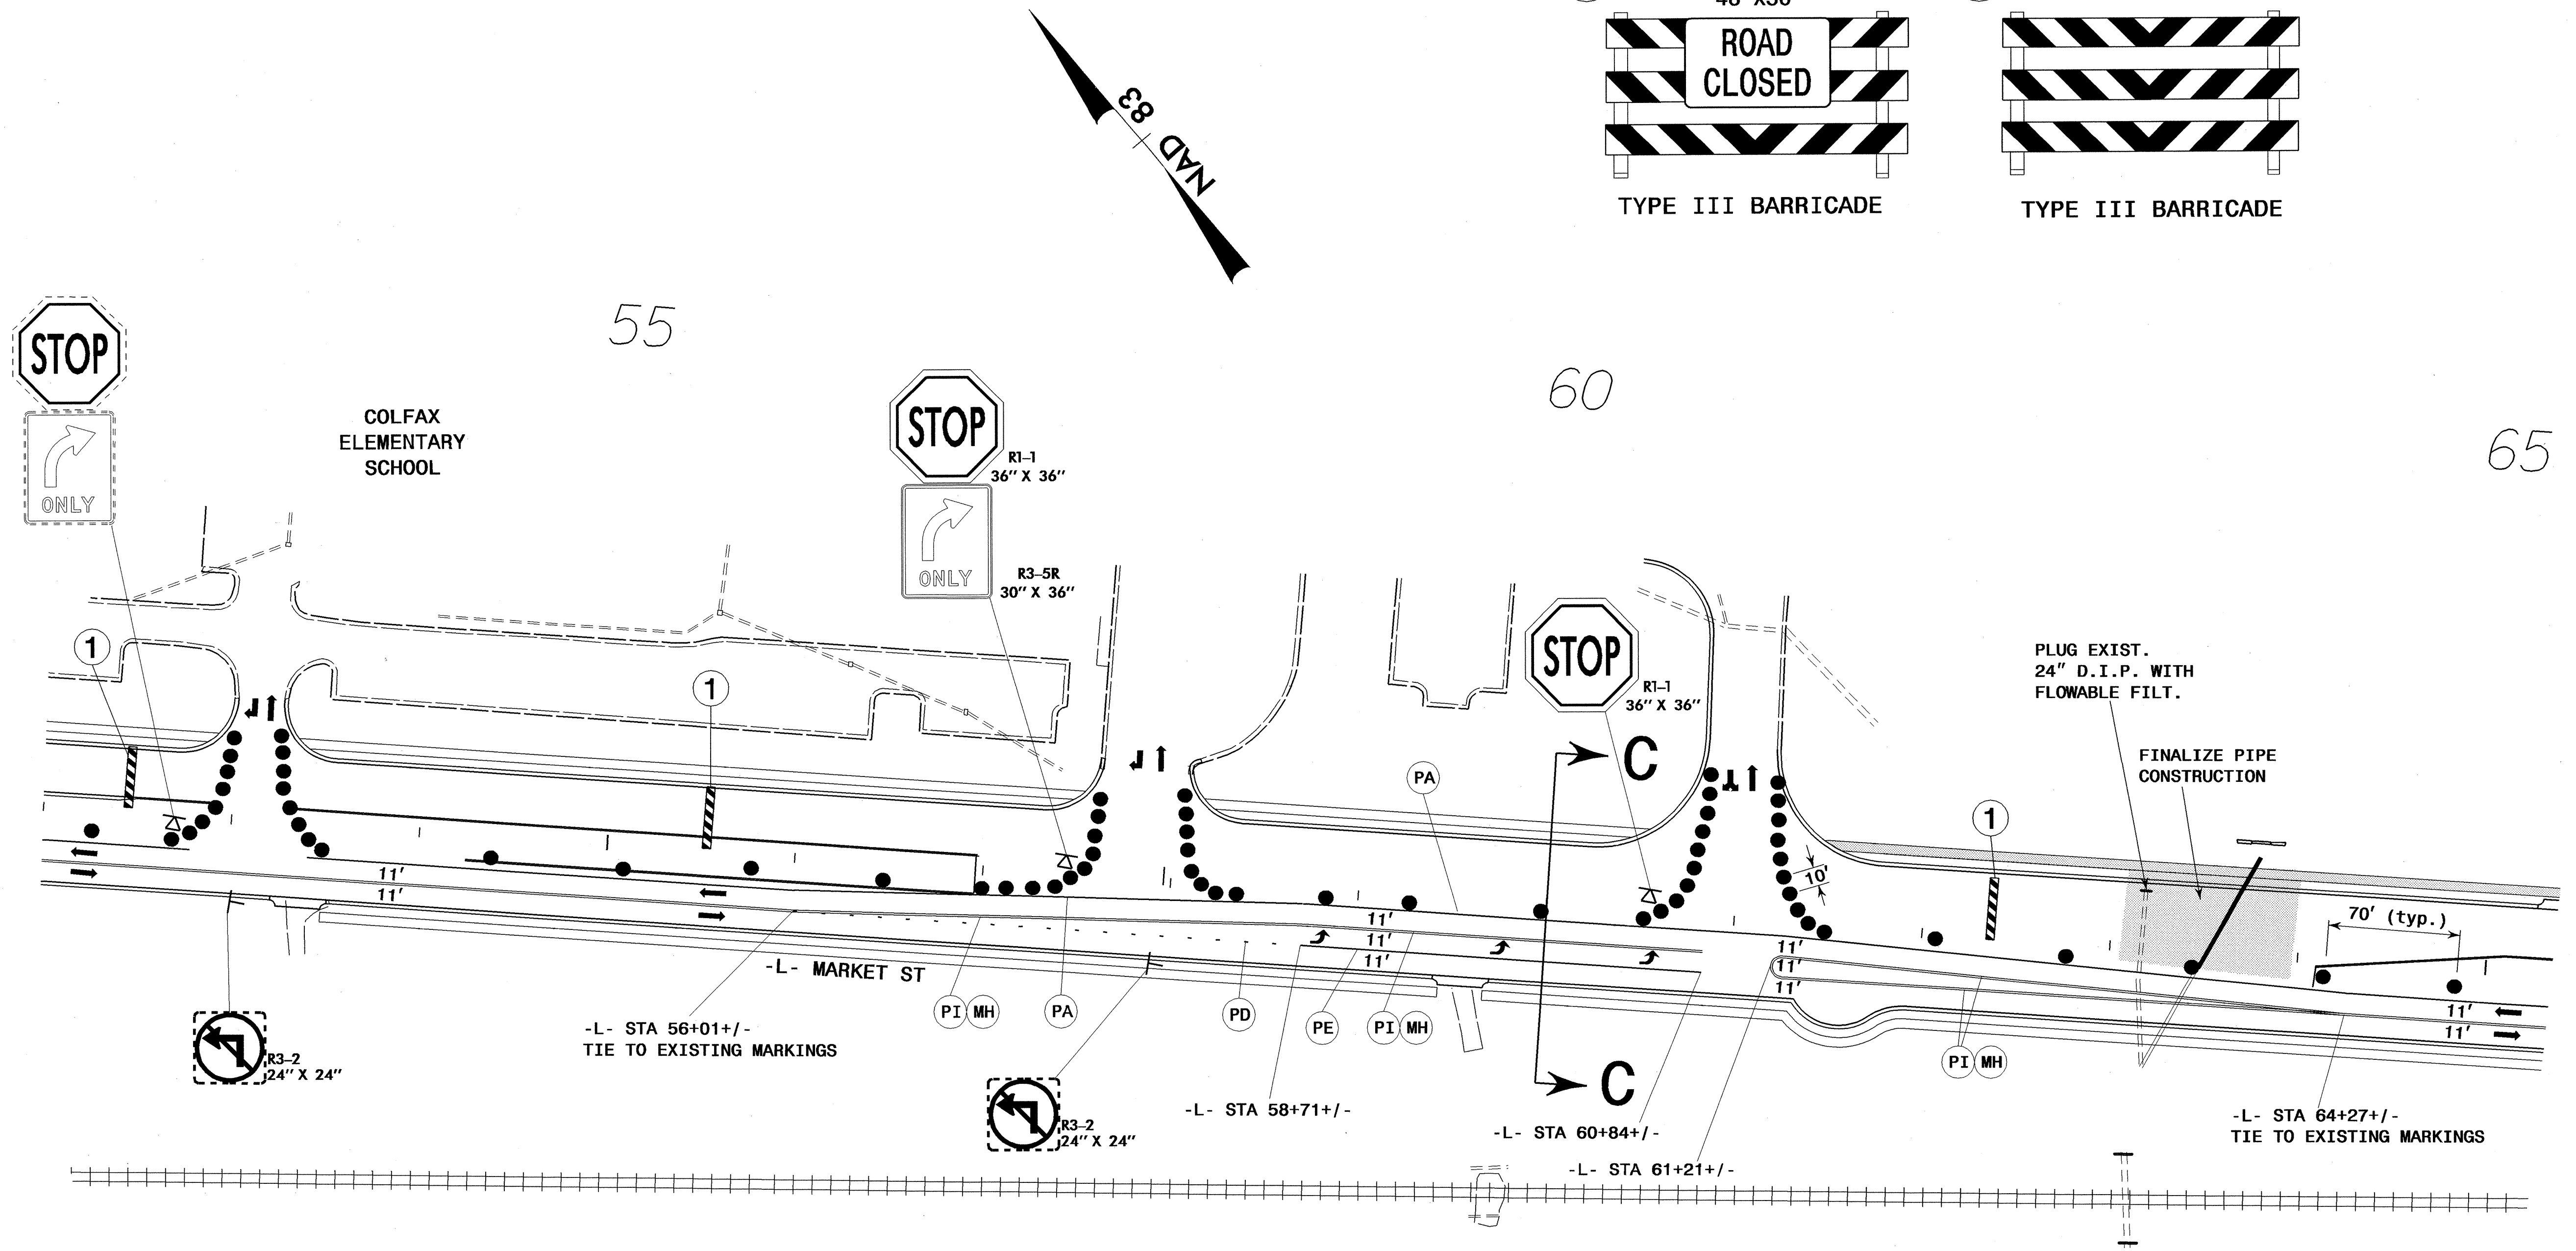 48"X30"
ROAD
CLOSED
TYPE III BARRICADE
TYPE III BARRICADE
NAD 83
55
60
65
STOP
ONLY
COLFAX
ELEMENTARY
SCHOOL
STOP
R1-1
36" X 36"
ONLY
R3-5R
30" X 36"
STOP
R1-1
36" X 36"
1
1
1
PLUG EXIST.
24" D.I.P. WITH
FLOWABLE FILT.
FINALIZE PIPE
CONSTRUCTION
C
C
PA
10'
70' (typ.)
11'
11'
11'
11'
11'
11'
11'
11'
11'
11'
-L- MARKET ST
PI MH
PA
PD
PE
PI MH
PI MH
-L- STA 56+01+/-
TIE TO EXISTING MARKINGS
R3-2
24" X 24"
R3-2
24" X 24"
-L- STA 58+71+/-
-L- STA 60+84+/-
-L- STA 61+21+/-
-L- STA 64+27+/-
TIE TO EXISTING MARKINGS